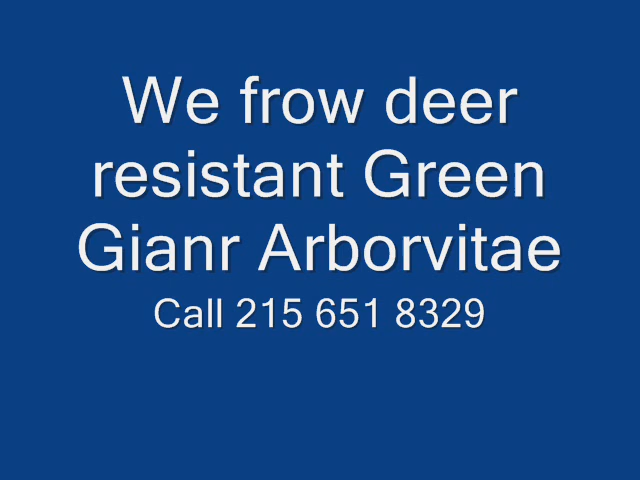 We frow deer
resistant Green
Gianr Arborvitae
Call 215 651 8329